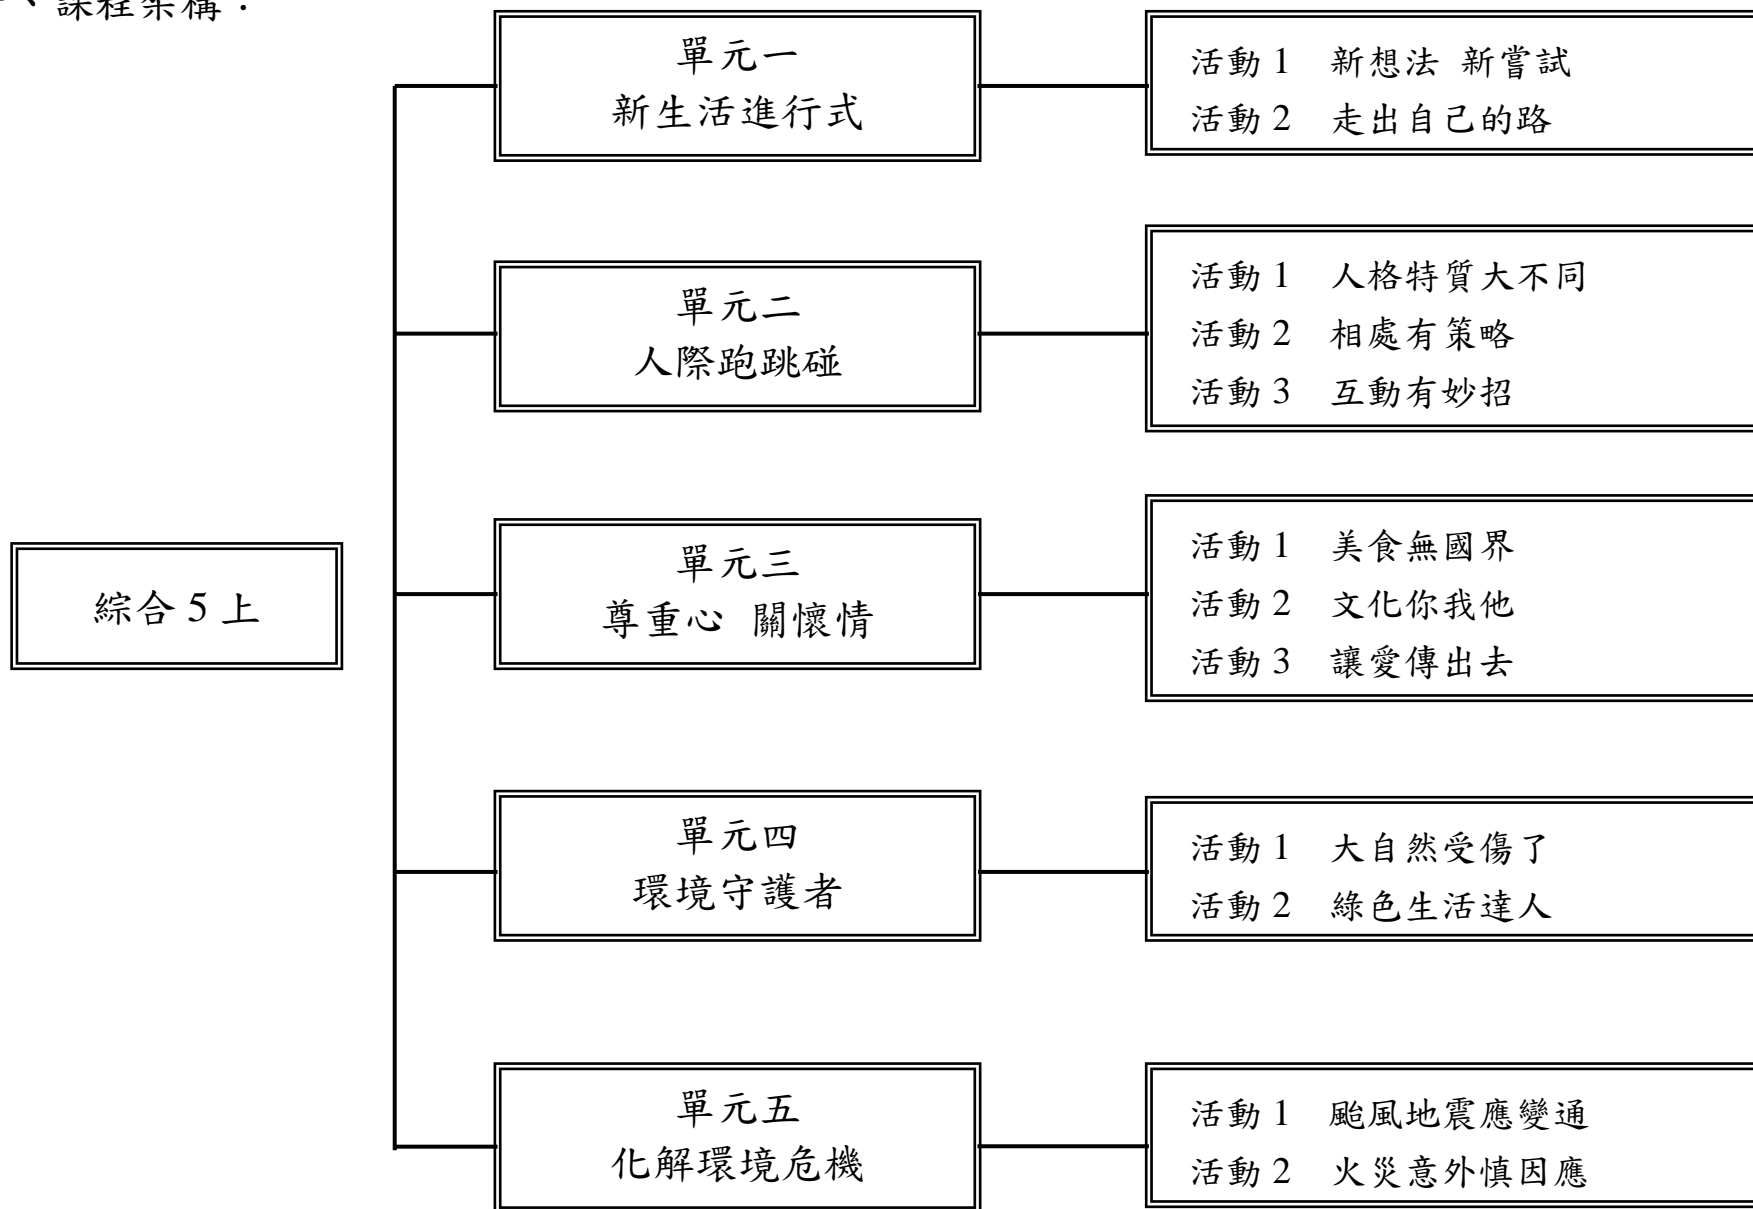 、課程架構：
單元一
新生活進行式
活動 1 新想法 新嘗試
活動 2 走出自己的路
單元二
人際跑跳碰
活動 1 人格特質大不同
活動 2 相處有策略
活動 3 互動有妙招
綜合 5 上
單元三
尊重心 關懷情
活動 1 美食無國界
活動 2 文化你我他
活動 3 讓愛傳出去
單元四
環境守護者
活動 1 大自然受傷了
活動 2 綠色生活達人
單元五
化解環境危機
活動 1 颱風地震應變通
活動 2 火災意外慎因應